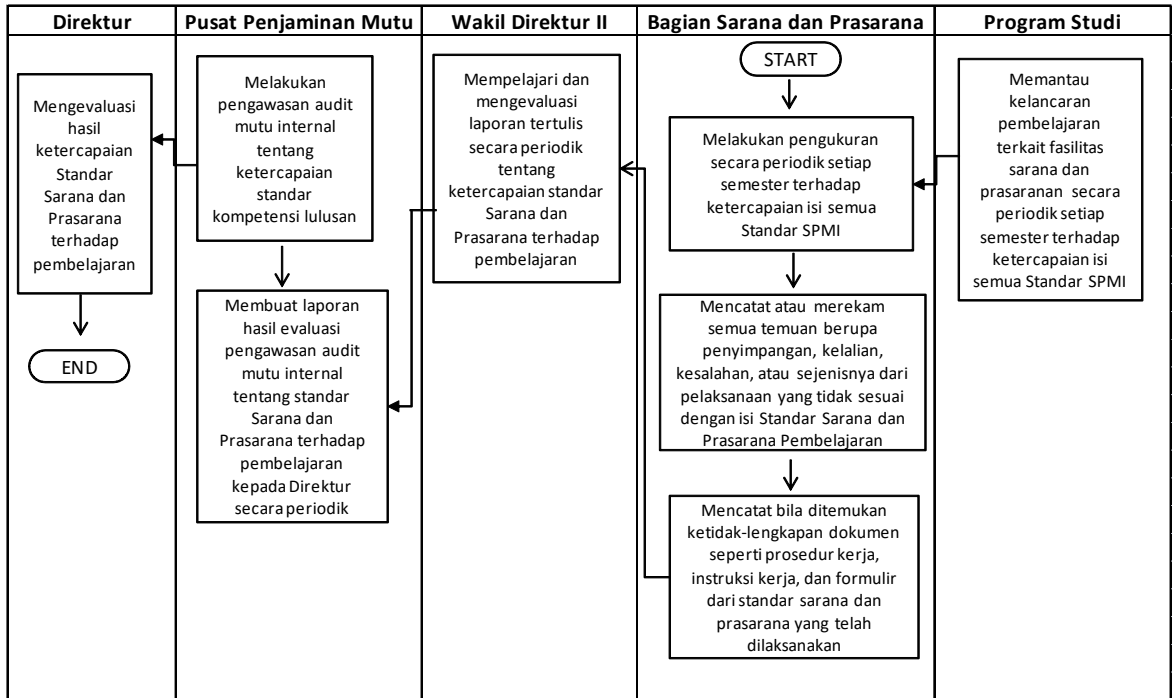 Direktur
Pusat Penjaminan Mutu
Wakil Direktur II
Bagian Sarana dan Prasarana
Program Studi
Mengevaluasi
hasil
ketercapaian
Standar
Sarana dan
Prasarana
terhadap
pembelajaran
END
Melakukan
pengawasan audit
mutu internal
tentang
ketercapaian
standar
kompetensi lulusan
Membuat laporan
hasil evaluasi
pengawasan audit
mutu internal
tentang standar
Sarana dan
Prasarana terhadap
pembelajaran
kepada Direktur
secara periodik
Mempelajari dan
mengevaluasi
laporan tertulis
secara periodik
tentang
ketercapaian standar
Sarana dan
Prasarana terhadap
pembelajaran
START
Melakukan pengukuran
secara periodik setiap
semester terhadap
ketercapaian isi semua
Standar SPMI
Mencatat atau merekam
semua temuan berupa
penyimpangan, kelalian,
kesalahan, atau sejenisnya dari
pelaksanaan yang tidak sesuai
dengan isi Standar Sarana dan
Prasarana Pembelajaran
Mencatat bila ditemukan
ketidak-lengkapan dokumen
seperti prosedur kerja,
instruksi kerja, dan formulir
dari standar sarana dan
prasarana yang telah
dilaksanakan
Memantau
kelancaran
pembelajaran
terkait fasilitas
sarana dan
prasaranan secara
periodik setiap
semester terhadap
ketercapaian isi
semua Standar SPMI